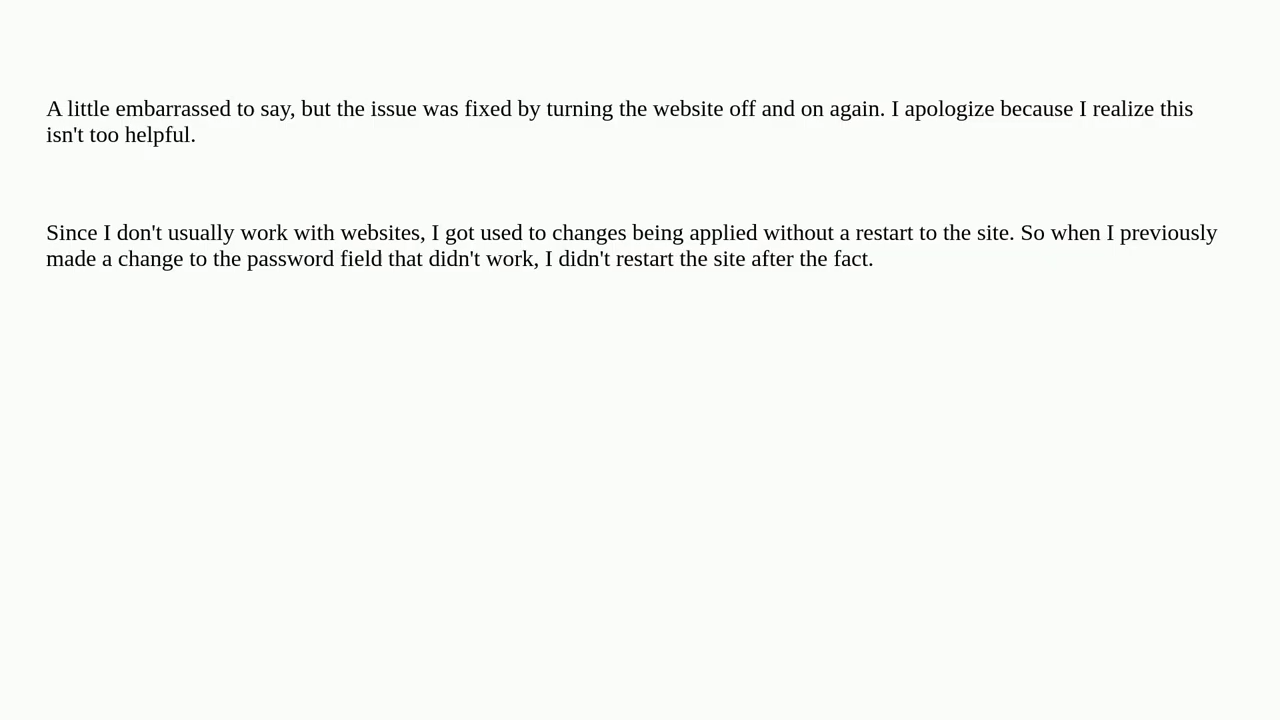 A little embarrassed to say, but the issue was fixed by turning the website off and on again. I apologize because I realize this
isn't too helpful.
Since I don't usually work with websites, I got used to changes being applied without a restart to the site. So when I previously
made a change to the password field that didn't work, I didn't restart the site after the fact.